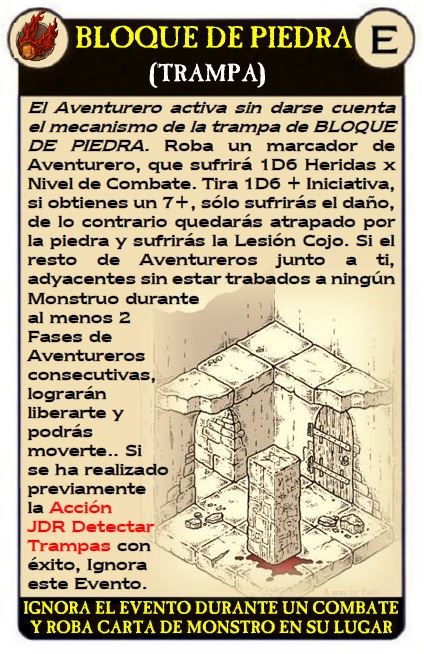 BLOQUE DE PIEDRA
E
(TRAMPA)
El Aventurero activa sin darse cuenta
el mecanismo de la trampa de BLOQUE
DE PIEDRA. Roba un marcador de
Aventurero, que sufrirá 1D6 Heridas x
Nivel de Combate. Tira 1D6 + Iniciativa,
si obtienes un 7+, sólo sufrirás el daño,
de lo contrario quedarás atrapado por
la piedra y sufrirás la Lesión Cojo. Si el
resto de Aventureros junto a ti,
adyacentes sin estar trabados a ningún
Monstruo durante
al menos 2
Fases de
Aventureros
consecutivas,
lograrán
liberarte y
podrás
moverte.. Si
se ha realizado
previamente
la Acción
JDR Detectar
Trampas con
éxito, Ignora
este Evento.
IGNORA EL EVENTO DURANTE UN COMBATE
Y ROBA CARTA DE MONSTRO EN SU LUGAR